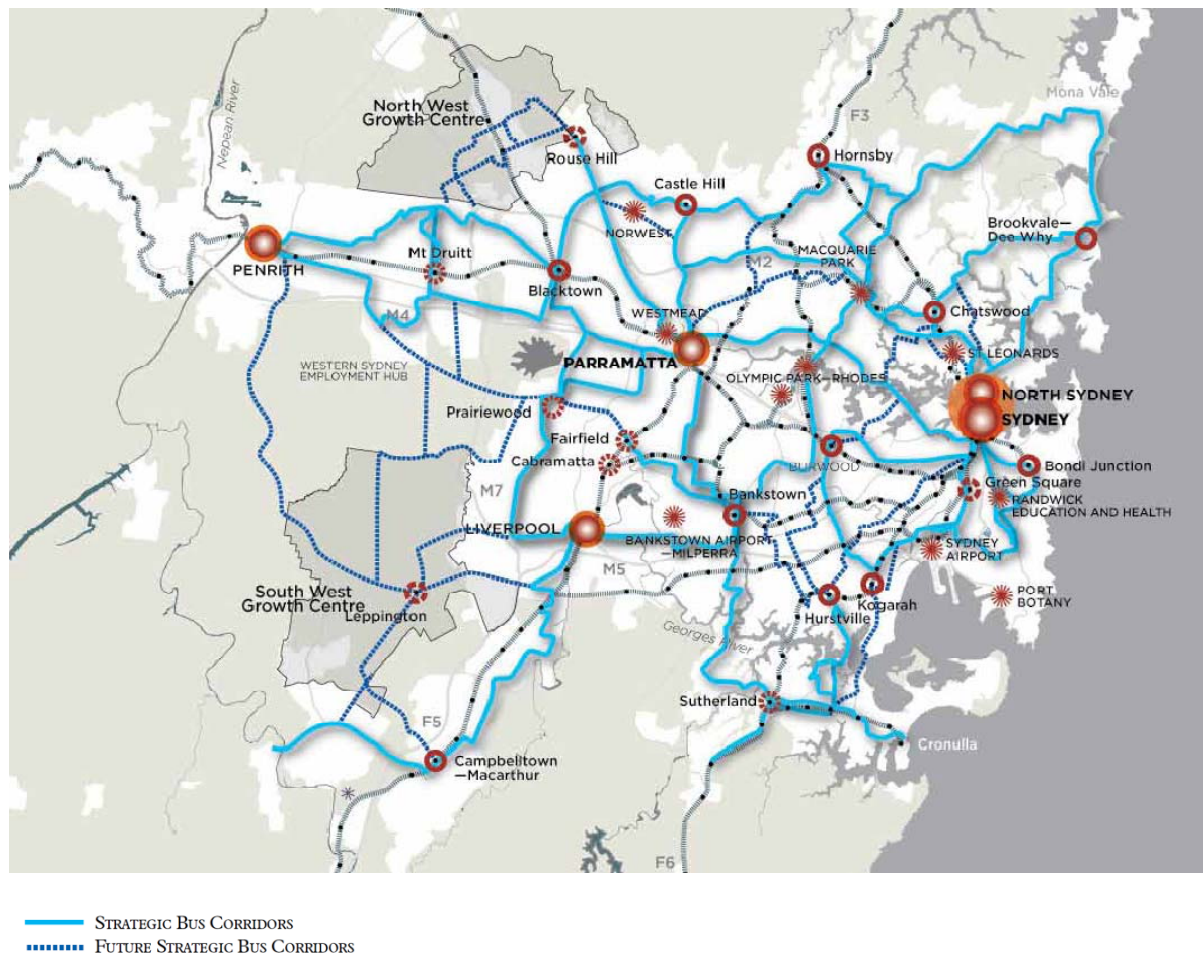 Mona Vale
North West
Growth Centre
Nepean River
F3
Rouse Hill
Hornsby
Castle Hill
Brookvale—
Dee Why
NORWEST
MACQUARIE
PARK
Mt Druitt
PENRITH
M2
Blacktown
Chatswood
M4
WESTMEAD
ST LEONARDS
WESTERN SYDNEY
EMPLOYMENT HUB
PARRAMATTA
OLYMPIC PARK—RHODES
NORTH SYDNEY
SYDNEY
Prairiewood
Fairfield
BURWOOD
Cabramatta
Bondi Junction
Green Square
M7
Bankstown
RANDWICK
EDUCATION AND HEALTH
LIVERPOOL
BANKSTOWN AIRPORT
—MILPERRA
SYDNEY
AIRPORT
M5
South West
Growth Centre
Leppington
PORT
BOTANY
Kogarah
Hurstville
Georges River
Sutherland
F5
Cronulla
Campbelltown
—Macarthur
F6
STRATEGIC BUS CORRIDORS
FUTURE STRATEGIC BUS CORRIDORS